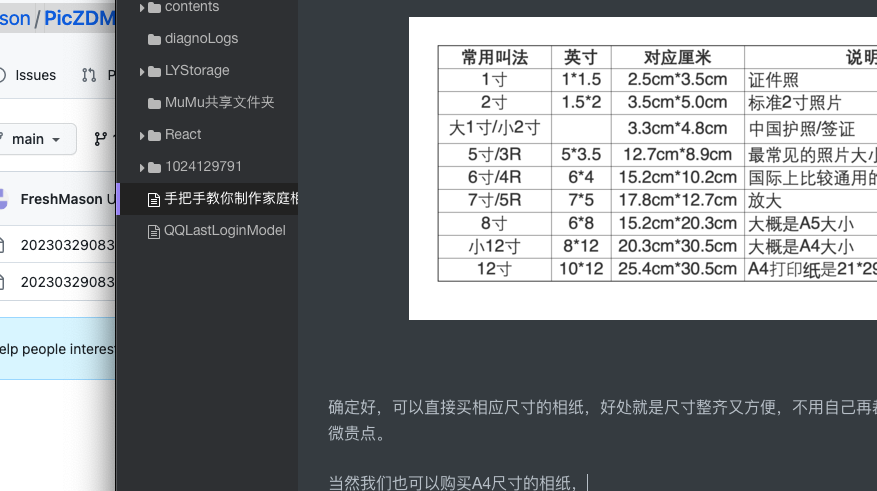 son / PicZDM
Issues
main
FreshMason
20230329083
20230329083
elp people interes
contents
diagnoLogs
LYStorage
MuMu共享文件夹
React
1024129791
手把手教你制作家庭相
QQLastLoginModel
常用叫法 英寸 对应厘米 说明
1寸 1*1.5 2.5cm*3.5cm 证件照
2寸 1.5*2 3.5cm*5.0cm 标准2寸照片
大1寸/小2寸 3.3cm*4.8cm 中国护照/签证
5寸/3R 5*3.5 12.7cm*8.9cm 最常见的照片大小
6寸/4R 6*4 15.2cm*10.2cm 国际上比较通用的
7寸/5R 7*5 17.8cm*12.7cm 放大
8寸 6*8 15.2cm*20.3cm 大概是A5大小
小12寸 8*12 20.3cm*30.5cm 大概是A4大小
12寸 10*12 25.4cm*30.5cm A4打印纸是21*29
确定好，可以直接买相应尺寸的相纸，好处就是尺寸整齐又方便，不用自己再
微贵点。
当然我们也可以购买A4尺寸的相纸，